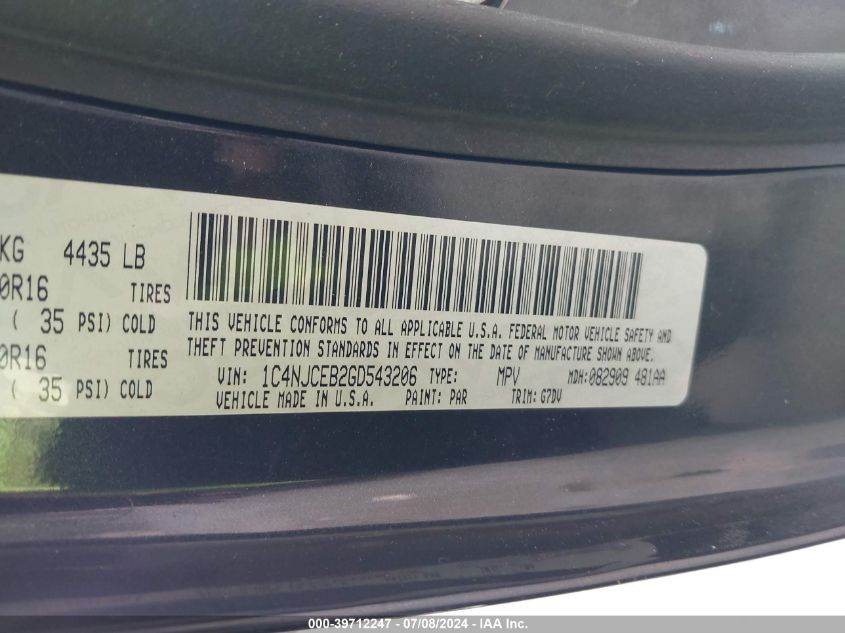 KG 4435 LB
0R16 TIRES
( 35 PSI) COLD
0R16 TIRES
( 35 PSI) COLD
THIS VEHICLE CONFORMS TO ALL APPLICABLE U.S.A. FEDERAL MOTOR VEHICLE SAFETY AND
THEFT PREVENTION STANDARDS IN EFFECT ON THE DATE OF MANUFACTURE SHOWN ABOVE.
VIN: 1C4NJCEB2GD543206 TYPE: MPV MDH:082909 481AA
VEHICLE MADE IN U.S.A. PAINT: PAR TRIM: G7DV
000-39712247 - 07/08/2024 - IAA Inc.